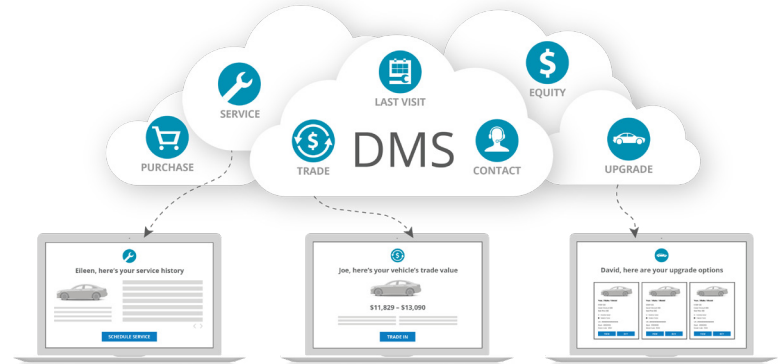 LAST VISIT
EQUITY
SERVICE
DMS
PURCHASE
TRADE
CONTACT
UPGRADE
Eileen, here's your service history
SCHEDULE SERVICE
Joe, here's your vehicle's trade value
$11,829 – $13,090
TRADE IN
David, here are your upgrade options